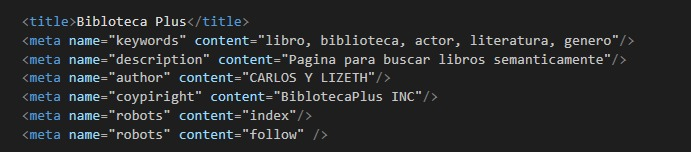 <title>Bibloteca Plus</title>
<meta name="keywords" content="libro, biblioteca, actor, literatura, genero"/>
<meta name="description" content="Pagina para buscar libros semanticamente"/>
<meta name="author" content="CARLOS Y LIZETH"/>
<meta name="coypiright" content="BiblotecaPlus INC"/>
<meta name="robots" content="index"/>
<meta name="robots" content="follow" />